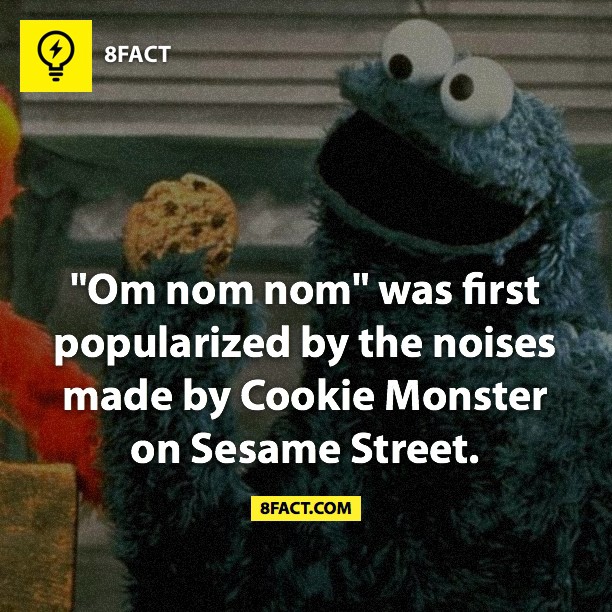 8FACT
"Om nom nom" was first
popularized by the noises
made by Cookie Monster
on Sesame Street.
8FACT.COM